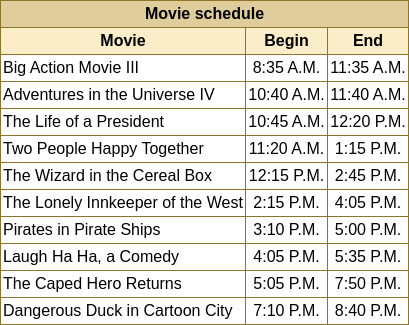 Movie schedule
Movie Begin End
Big Action Movie III 8:35 A.M. 11:35 A.M.
Adventures in the Universe IV 10:40 A.M. 11:40 A.M.
The Life of a President 10:45 A.M. 12:20 P.M.
Two People Happy Together 11:20 A.M. 1:15 P.M.
The Wizard in the Cereal Box 12:15 P.M. 2:45 P.M.
The Lonely Innkeeper of the West 2:15 P.M. 4:05 P.M.
Pirates in Pirate Ships 3:10 P.M. 5:00 P.M.
Laugh Ha Ha, a Comedy 4:05 P.M. 5:35 P.M.
The Caped Hero Returns 5:05 P.M. 7:50 P.M.
Dangerous Duck in Cartoon City 7:10 P.M. 8:40 P.M.